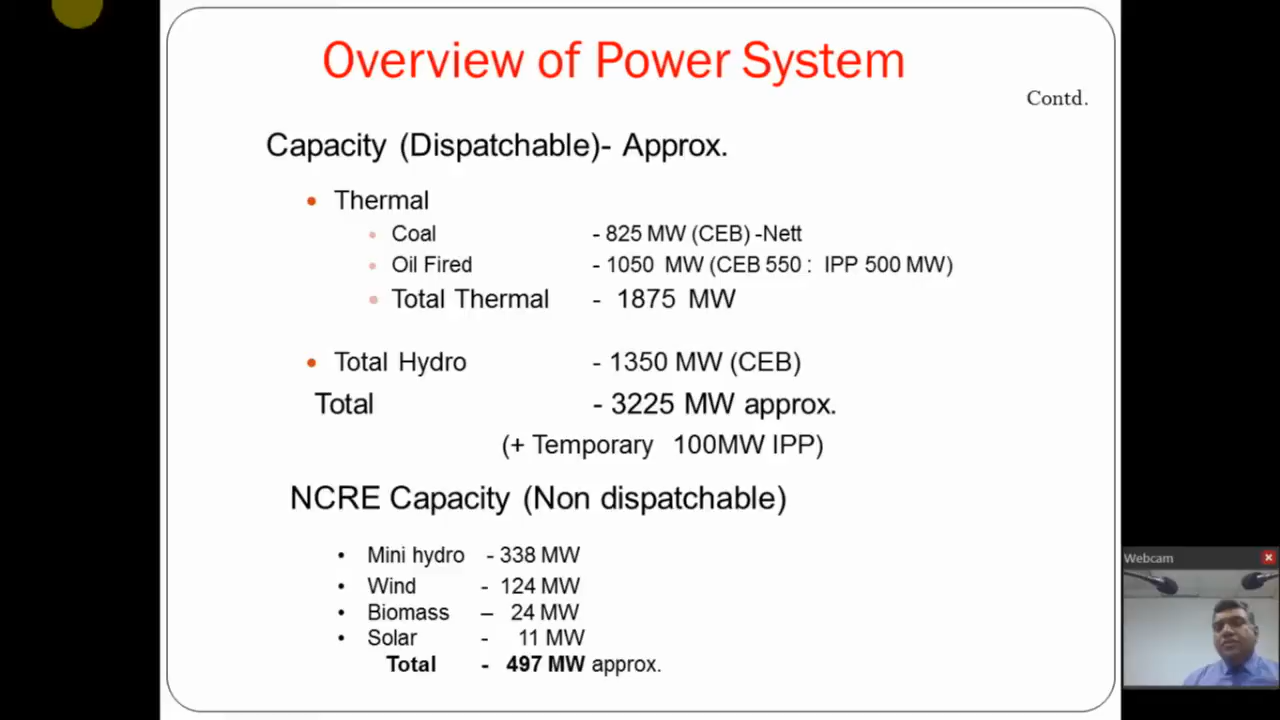 Overview of Power System
Contd.
Capacity (Dispatchable)- Approx.
• Thermal
• Coal - 825 MW (CEB) -Nett
• Oil Fired - 1050 MW (CEB 550 : IPP 500 MW)
• Total Thermal - 1875 MW
• Total Hydro - 1350 MW (CEB)
Total - 3225 MW approx.
(+ Temporary 100MW IPP)
NCRE Capacity (Non dispatchable)
• Mini hydro - 338 MW
• Wind - 124 MW
• Biomass – 24 MW
• Solar - 11 MW
Total - 497 MW approx.
Webcam